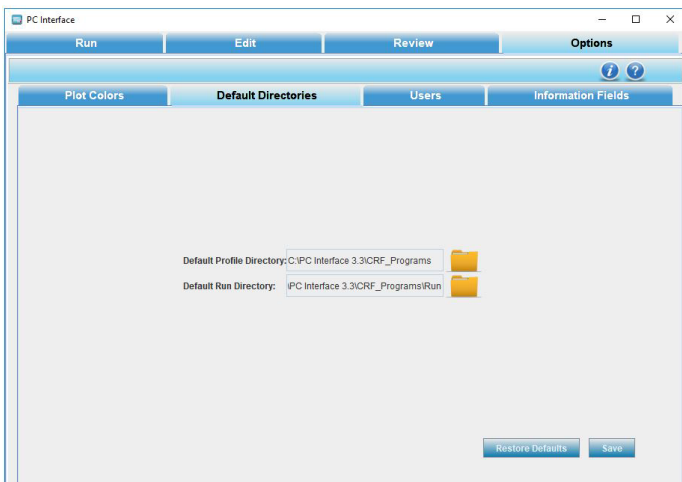 PC Interface
Run Edit Review Options
i ?
Plot Colors Default Directories Users Information Fields
Default Profile Directory: C:\PC Interface 3.3\CRF_Programs
Default Run Directory: \PC Interface 3.3\CRF_Programs\Run
Restore Defaults Save